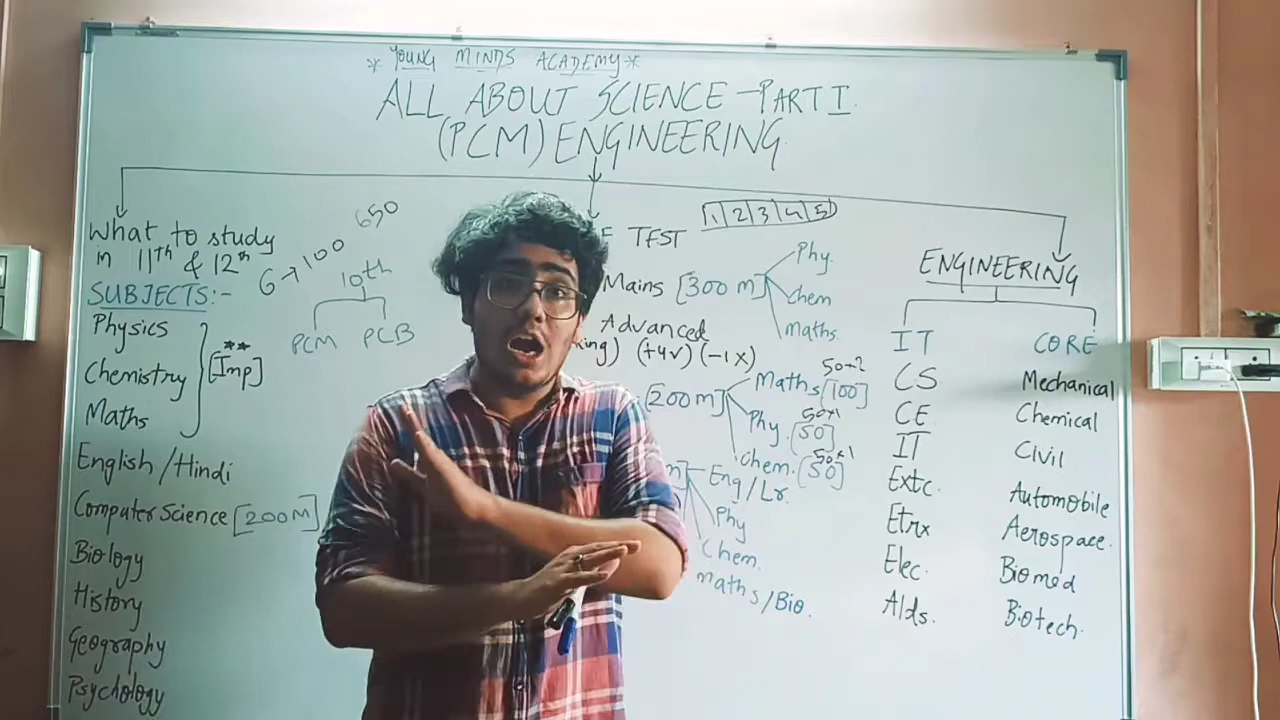 * YOUNG MINDS ACADEMY *
ALL ABOUT SCIENCE - PART I
(PCM) ENGINEERING
What to study
in 11th & 12th
SUBJECTS:-
Physics
Chemistry
Maths
[Imp]
**
English/Hindi
Computer Science [200M]
Biology
History
Geography
Psychology
650
6→100
10th
PCM PCB
TEST
1 2 3 4 5
Mains [300 m]
Phy.
Chem
Maths.
Advanced
(+4✓) (-1 x)
[200 m]
Maths [100]
50×2
Phy. [50]
50×1
Chem. [50]
50×1
Eng/Lr.
Phy
Chem.
Maths/Bio.
ENGINEERING
IT
CS
CE
IT
Extc.
Etrx
Elec.
AIds.
CORE
Mechanical
Chemical
Civil
Automobile
Aerospace.
Biomed
Biotech.